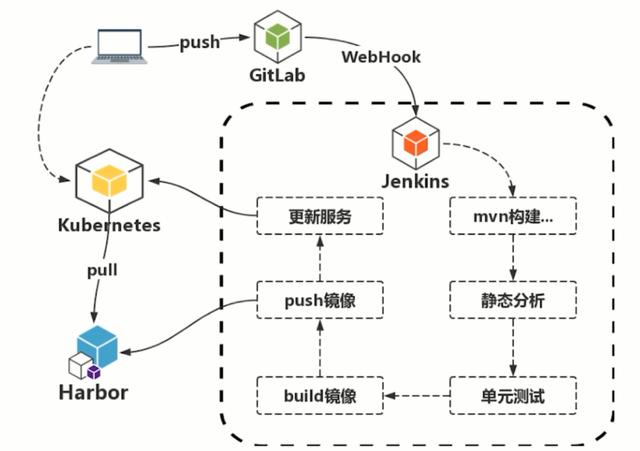 push
GitLab
WebHook
Jenkins
Kubernetes
更新服务
mvn构建...
pull
push镜像
静态分析
Harbor
build镜像
单元测试